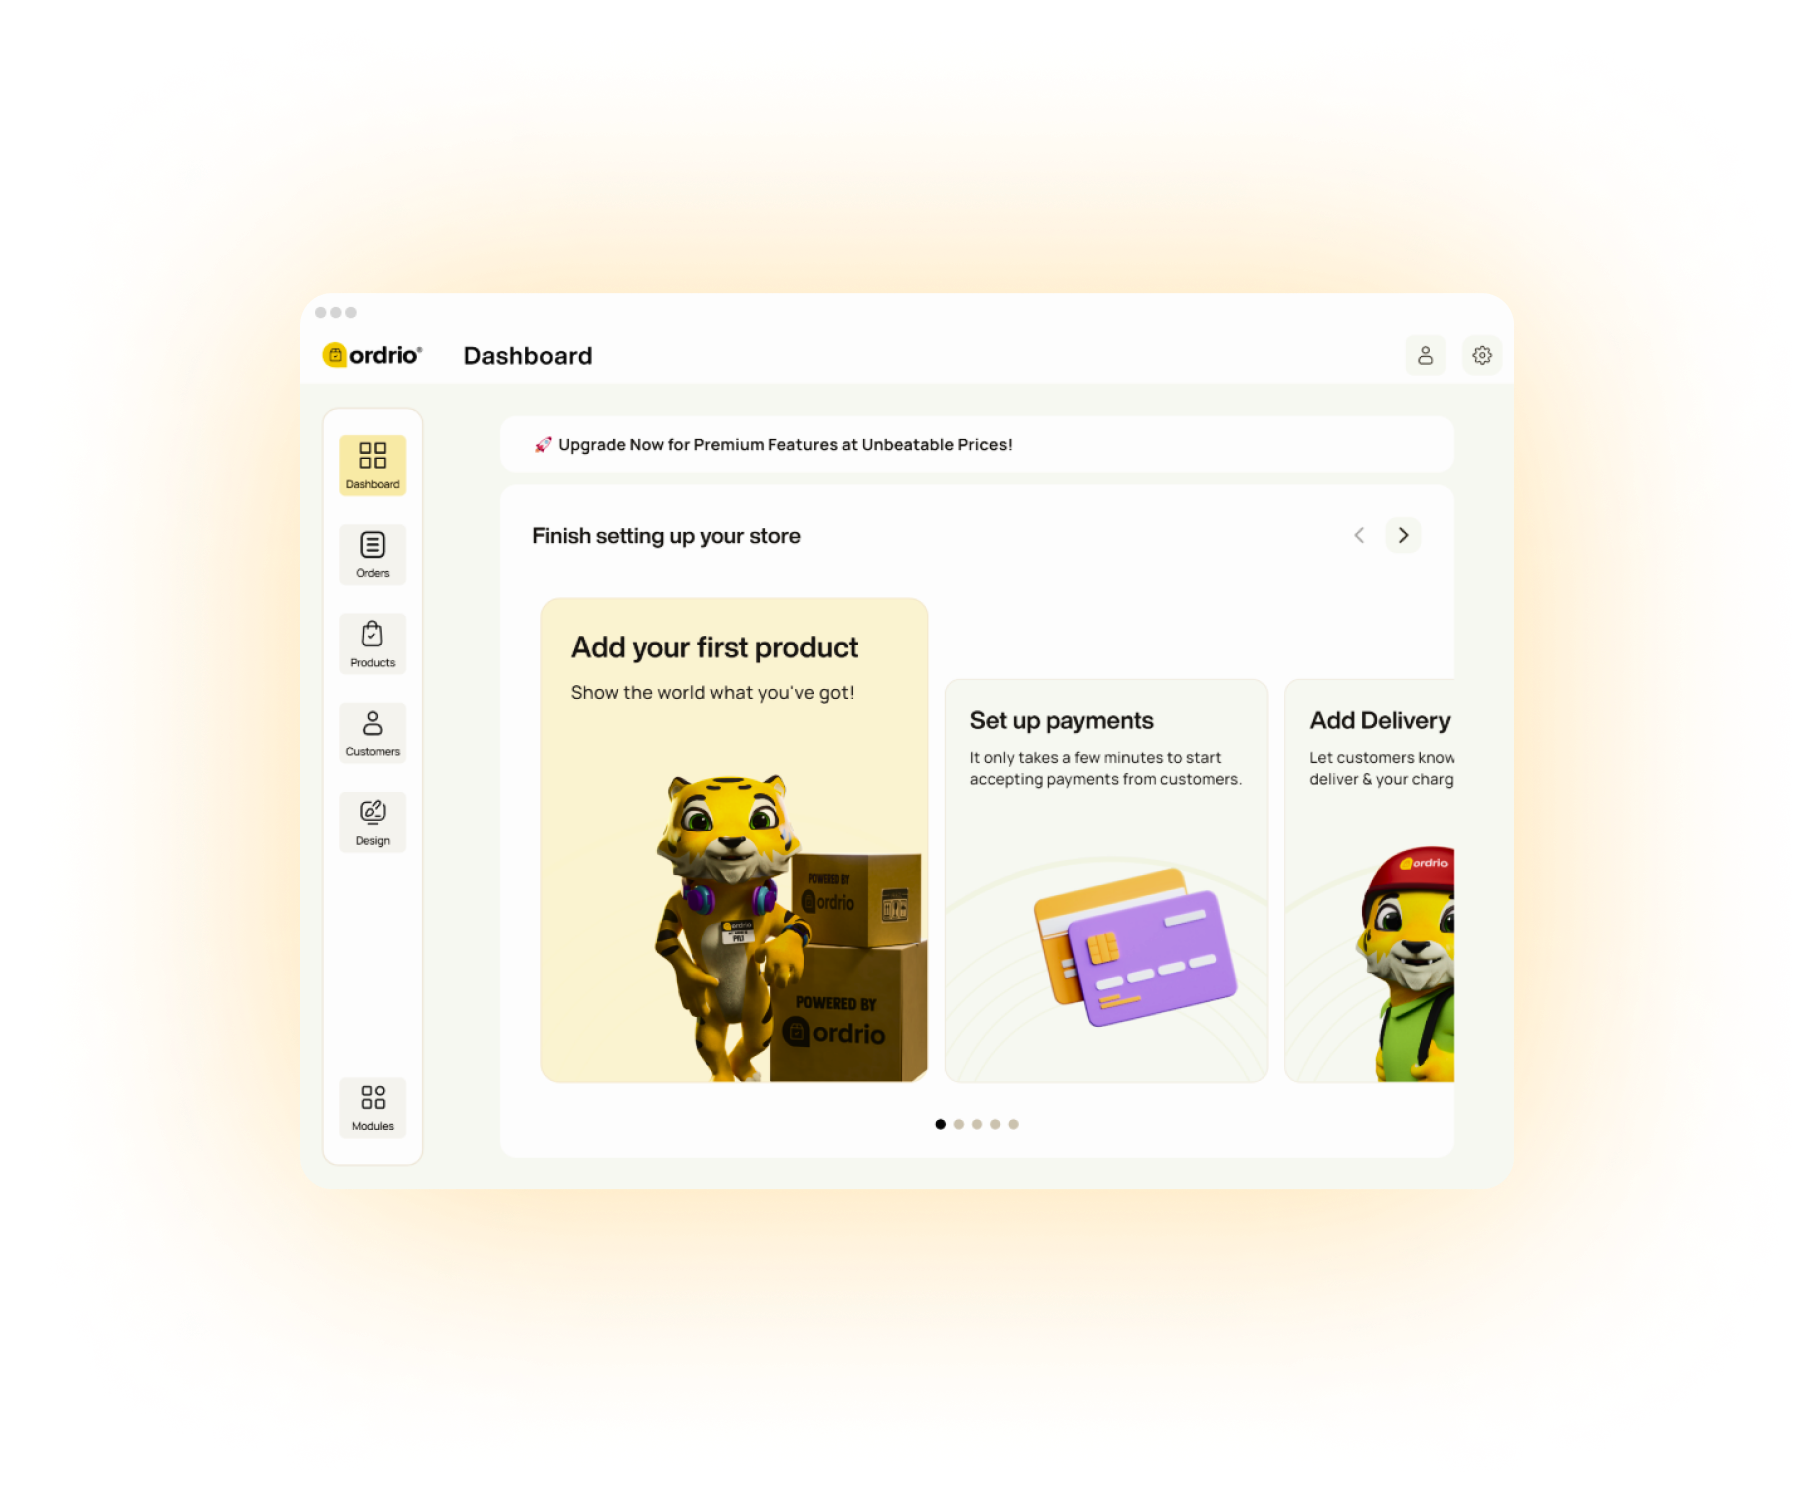 ordrio®
Dashboard
Dashboard
Orders
Products
Customers
Design
Modules
🚀 Upgrade Now for Premium Features at Unbeatable Prices!
Finish setting up your store
Add your first product
Show the world what you've got!
POWERED BY
ordrio
ordrio
POWERED BY
ordrio
Set up payments
It only takes a few minutes to start
accepting payments from customers.
Add Delivery
Let customers know
deliver & your charg
ordrio